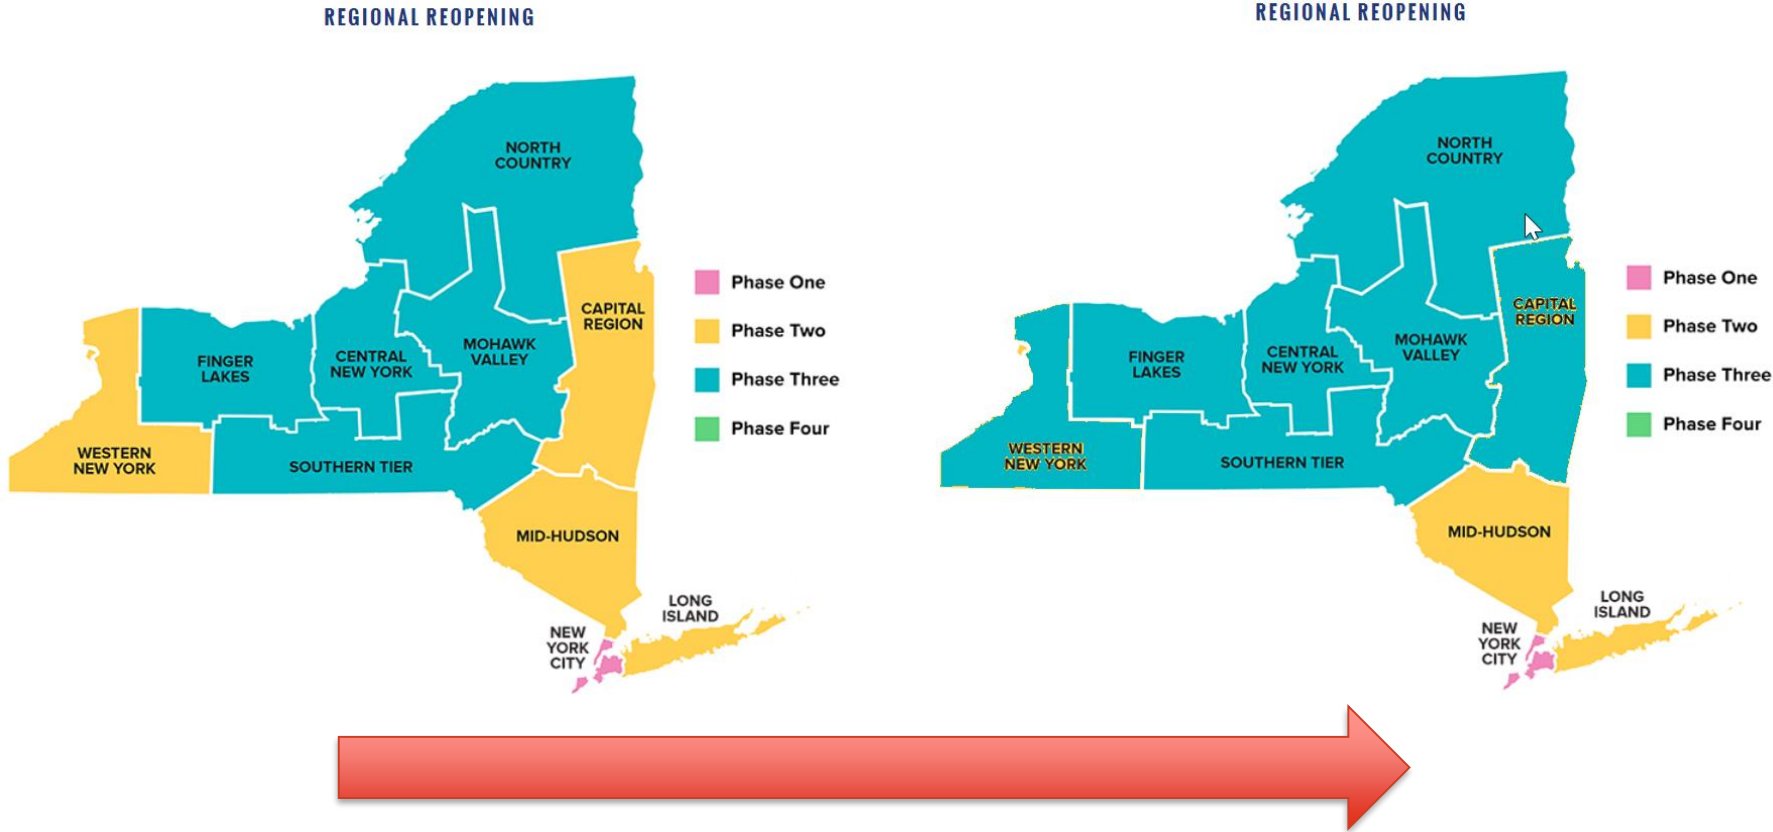 REGIONAL REOPENING
NORTH
COUNTRY
CAPITAL
REGION
MOHAWK
VALLEY
CENTRAL
NEW YORK
FINGER
LAKES
WESTERN
NEW YORK
SOUTHERN TIER
MID-HUDSON
LONG
ISLAND
NEW
YORK
CITY
Phase One
Phase Two
Phase Three
Phase Four
REGIONAL REOPENING
NORTH
COUNTRY
CAPITAL
REGION
MOHAWK
VALLEY
CENTRAL
NEW YORK
FINGER
LAKES
WESTERN
NEW YORK
SOUTHERN TIER
MID-HUDSON
LONG
ISLAND
NEW
YORK
CITY
Phase One
Phase Two
Phase Three
Phase Four